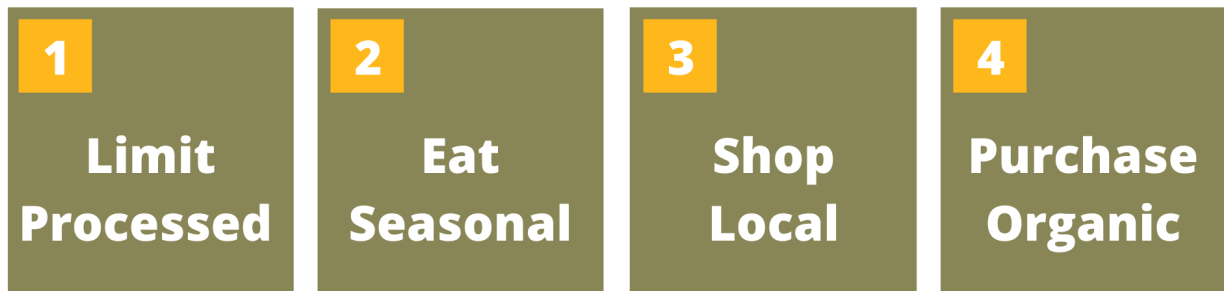 1
Limit
Processed
2
Eat
Seasonal
3
Shop
Local
4
Purchase
Organic